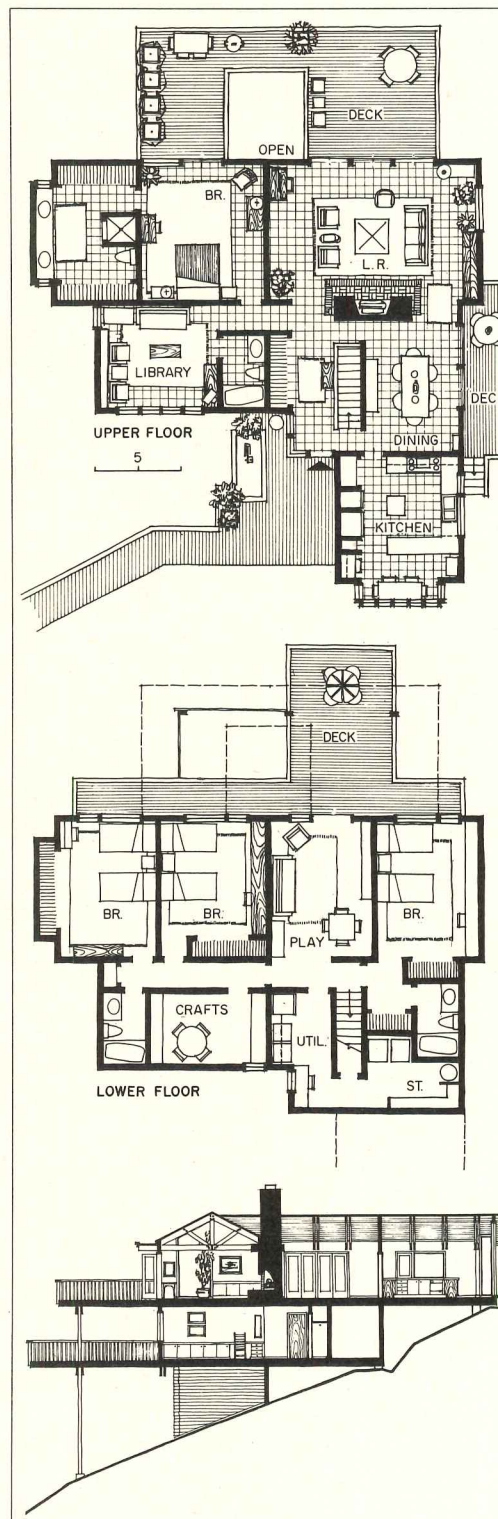 DECK
OPEN
BR.
L.R.
LIBRARY
DEC
UPPER FLOOR
DINING
5
KITCHEN
DECK
BR.
BR.
PLAY
BR.
CRAFTS
UTIL.
ST.
LOWER FLOOR